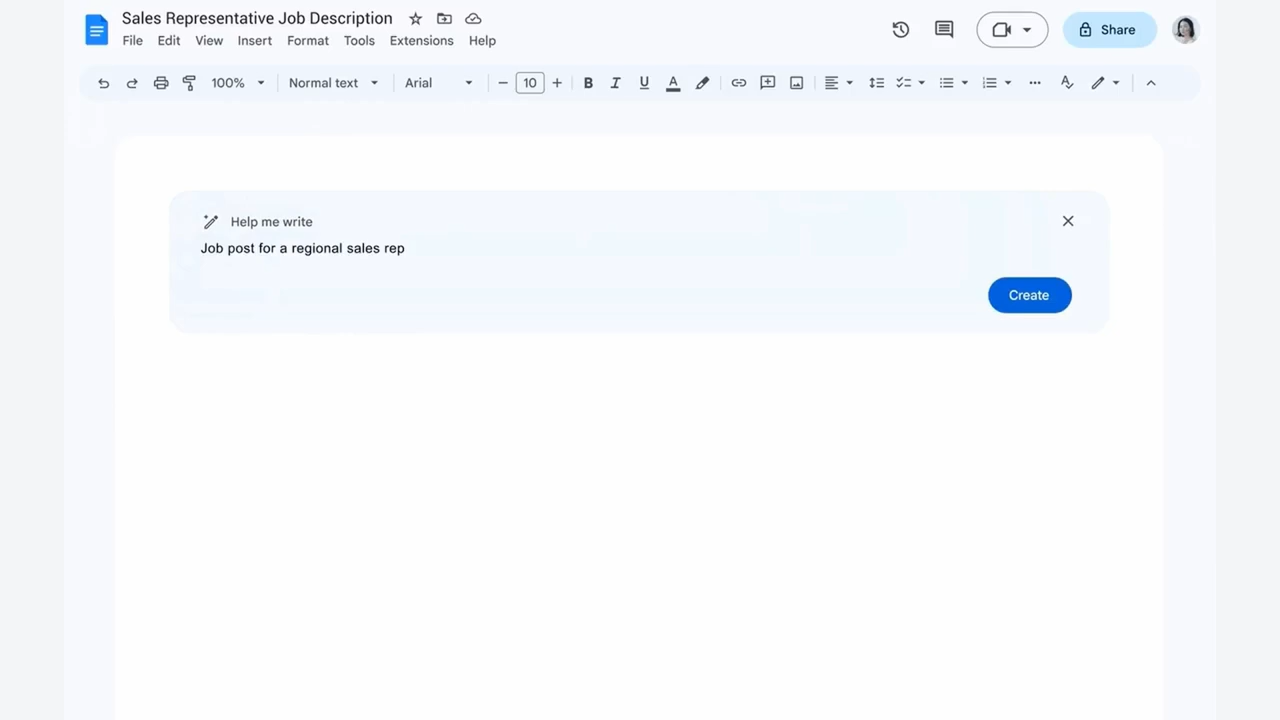 Sales Representative Job Description
File Edit View Insert Format Tools Extensions Help
Share
100% Normal text Arial 10 B I U A
Help me write
Job post for a regional sales rep
Create